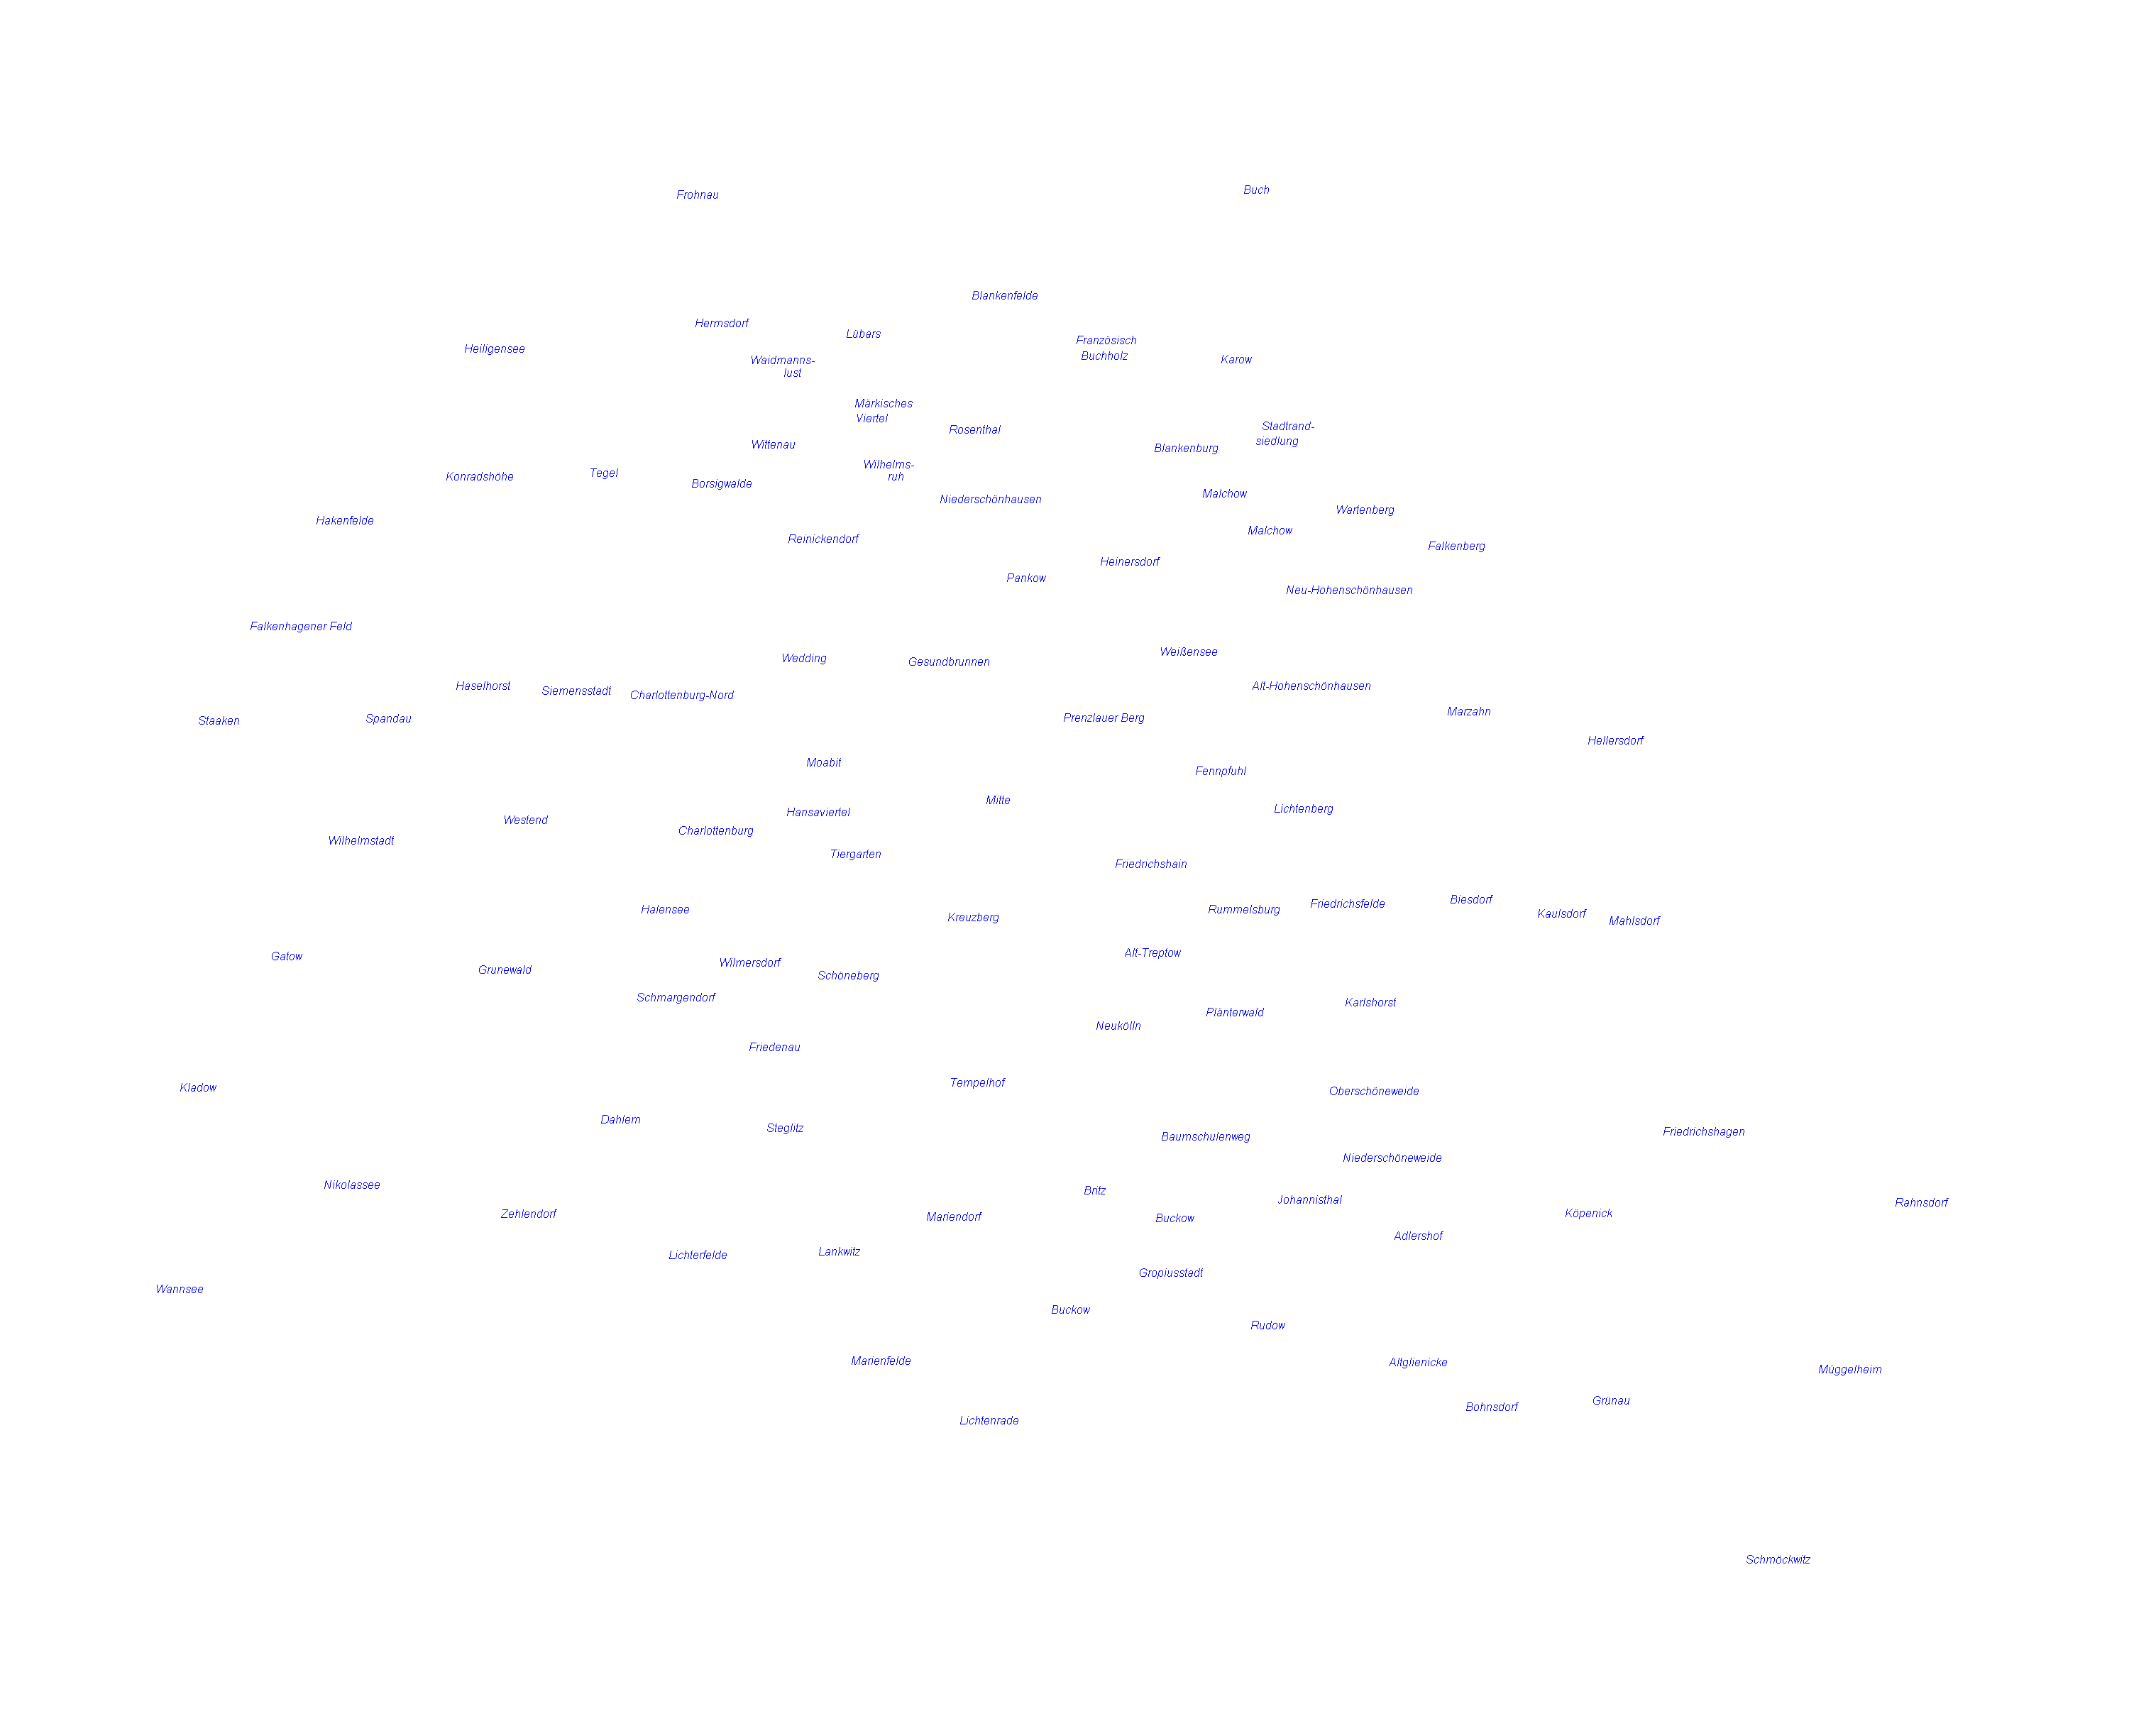 Buch
Frohnau
Blankenfelde
Hermsdorf
Lübars
Französisch
Buchholz
Heiligensee
Waidmanns-
lust
Karow
Märkisches
Viertel
Stadtrand-
siedlung
Rosenthal
Wittenau
Blankenburg
Wilhelms-
ruh
Tegel
Konradshöhe
Borsigwalde
Malchow
Niederschönhausen
Wartenberg
Hakenfelde
Malchow
Reinickendorf
Falkenberg
Heinersdorf
Pankow
Neu-Hohenschönhausen
Falkenhagener Feld
Weißensee
Wedding
Gesundbrunnen
Haselhorst
Alt-Hohenschönhausen
Siemensstadt
Charlottenburg-Nord
Marzahn
Prenzlauer Berg
Spandau
Staaken
Hellersdorf
Moabit
Fennpfuhl
Mitte
Lichtenberg
Hansaviertel
Westend
Charlottenburg
Wilhelmstadt
Tiergarten
Friedrichshain
Biesdorf
Friedrichsfelde
Halensee
Rummelsburg
Kaulsdorf
Kreuzberg
Mahlsdorf
Alt-Treptow
Gatow
Wilmersdorf
Grunewald
Schöneberg
Schmargendorf
Karlshorst
Plänterwald
Neukölln
Friedenau
Tempelhof
Kladow
Oberschöneweide
Dahlem
Steglitz
Friedrichshagen
Baumschulenweg
Niederschöneweide
Nikolassee
Britz
Johannisthal
Rahnsdorf
Köpenick
Zehlendorf
Mariendorf
Buckow
Adlershof
Lankwitz
Lichterfelde
Gropiusstadt
Wannsee
Buckow
Rudow
Marienfelde
Altglienicke
Müggelheim
Grünau
Bohnsdorf
Lichtenrade
Schmöckwitz